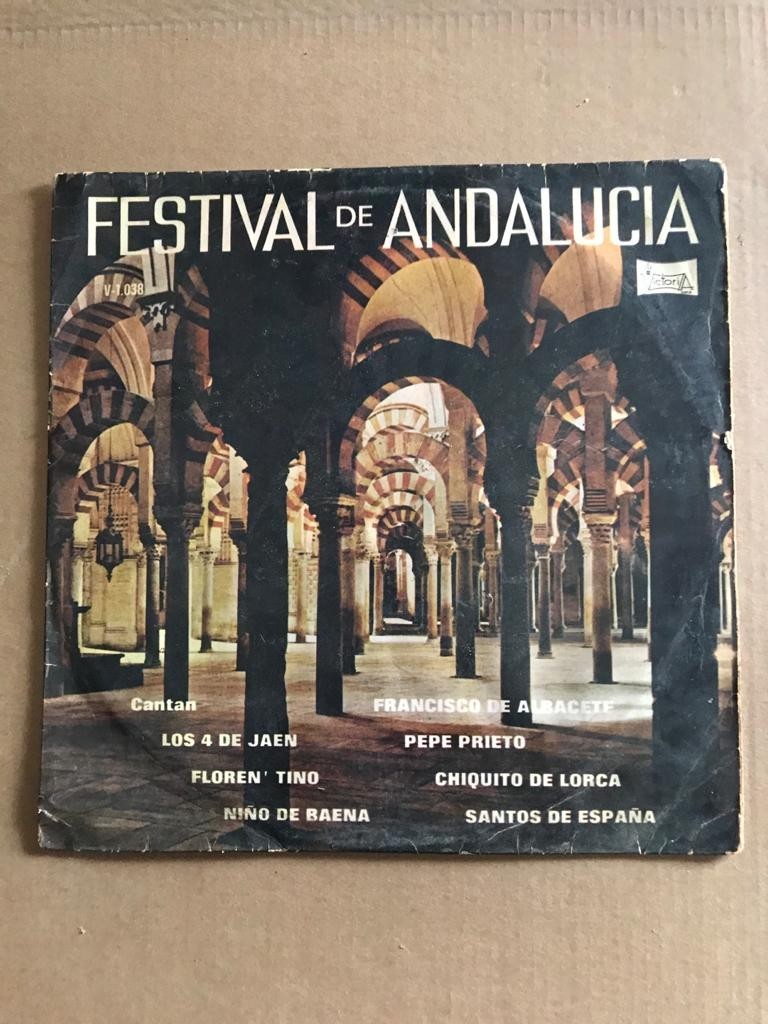 FESTIVAL DE ANDALUCIA
V-1.038
Cantan
LOS 4 DE JAEN
FLOREN' TINO
NIÑO DE BAENA
FRANCISCO DE ALBACETE
PEPE PRIETO
CHIQUITO DE LORCA
SANTOS DE ESPAÑA